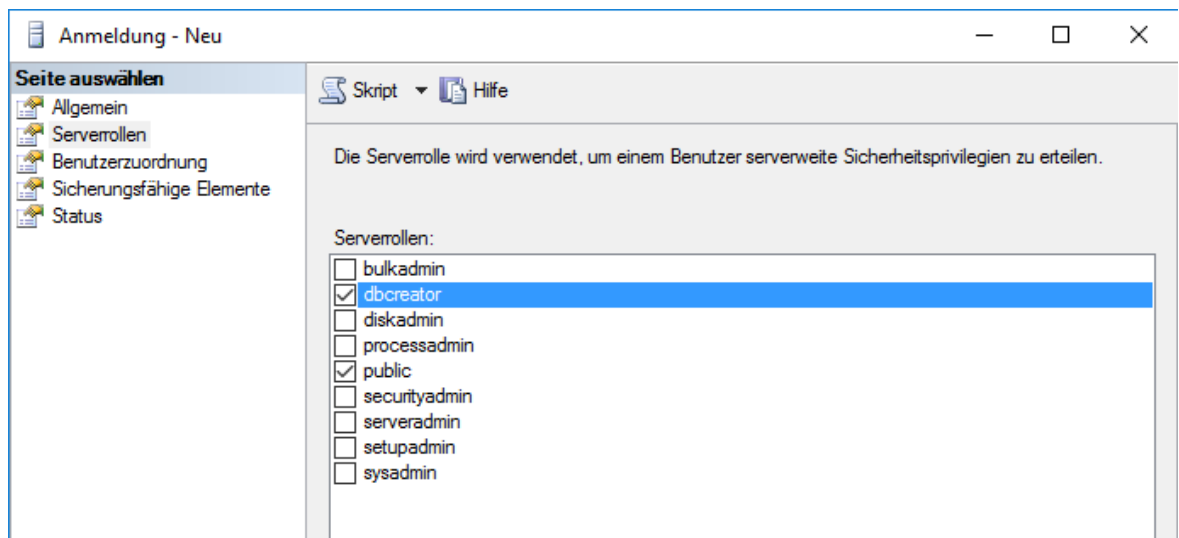 Anmeldung - Neu
Seite auswählen
Allgemein
Serverrollen
Benutzerzuordnung
Sicherungsfähige Elemente
Status
Skript
Hilfe
Die Serverrolle wird verwendet, um einem Benutzer serverweite Sicherheitsprivilegien zu erteilen.
Serverrollen:
bulkadmin
dbcreator
diskadmin
processadmin
public
securityadmin
serveradmin
setupadmin
sysadmin